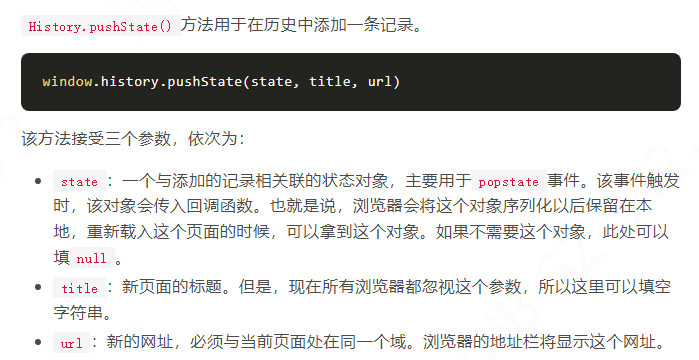 History.pushState() 方法用于在历史中添加一条记录。
window.history.pushState(state, title, url)
该方法接受三个参数，依次为：
state ：一个与添加的记录相关联的状态对象，主要用于 popstate 事件。该事件触发
时，该对象会传入回调函数。也就是说，浏览器会将这个对象序列化以后保留在本
地，重新载入这个页面的时候，可以拿到这个对象。如果不需要这个对象，此处可以
填 null 。
title ：新页面的标题。但是，现在所有浏览器都忽视这个参数，所以这里可以填空
字符串。
url ：新的网址，必须与当前页面处在同一个域。浏览器的地址栏将显示这个网址。